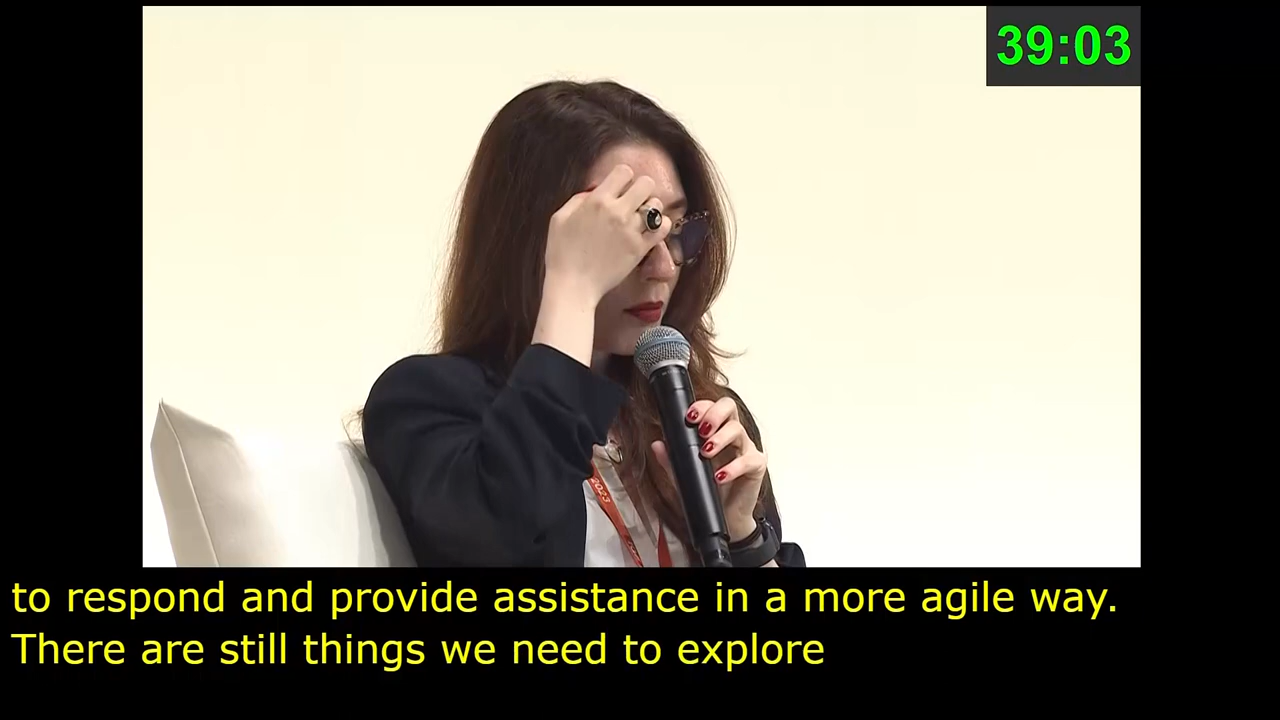 39:03
2023
to respond and provide assistance in a more agile way.
There are still things we need to explore